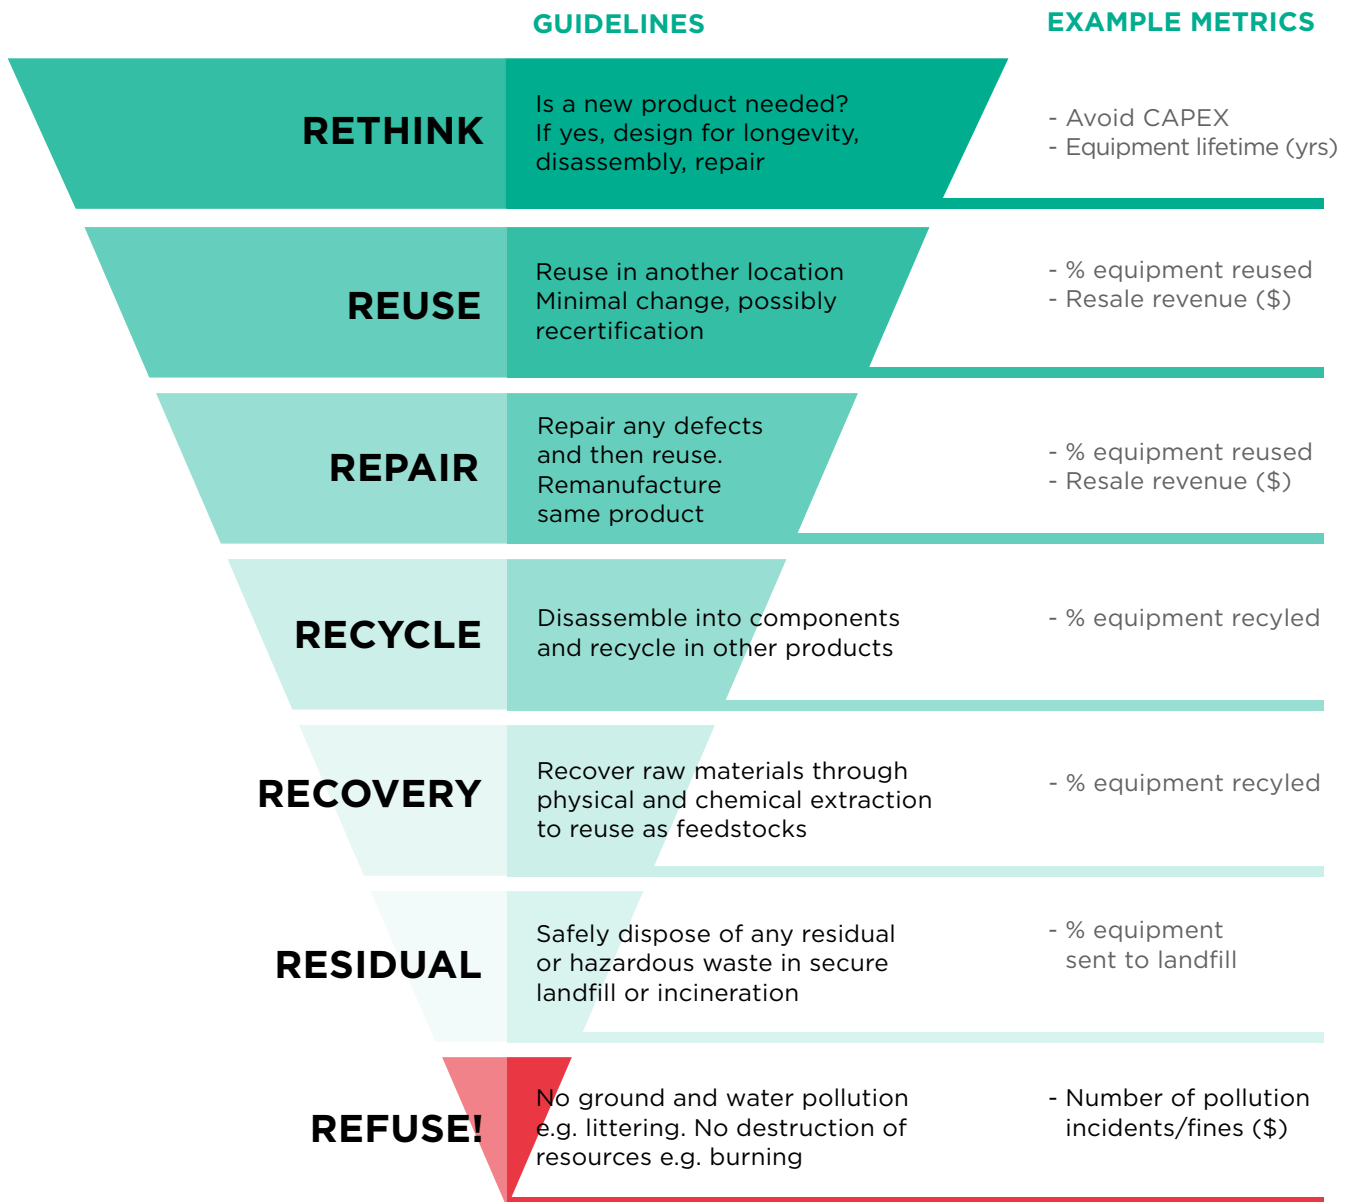 GUIDELINES
EXAMPLE METRICS
RETHINK
Is a new product needed?
If yes, design for longevity,
disassembly, repair
- Avoid CAPEX
- Equipment lifetime (yrs)
REUSE
Reuse in another location
Minimal change, possibly
recertification
- % equipment reused
- Resale revenue ($)
REPAIR
Repair any defects
and then reuse.
Remanufacture
same product
- % equipment reused
- Resale revenue ($)
RECYCLE
Disassemble into components
and recycle in other products
- % equipment recyled
RECOVERY
Recover raw materials through
physical and chemical extraction
to reuse as feedstocks
- % equipment recyled
RESIDUAL
Safely dispose of any residual
or hazardous waste in secure
landfill or incineration
- % equipment
sent to landfill
REFUSE!
No ground and water pollution
e.g. littering. No destruction of
resources e.g. burning
- Number of pollution
incidents/fines ($)